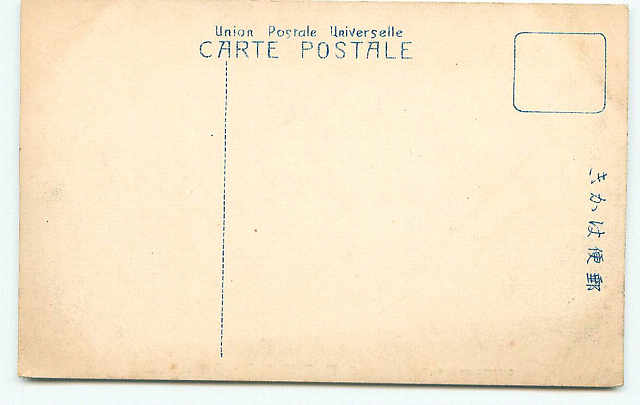 Union Postale Universelle
CARTE POSTALE
郵便はかき